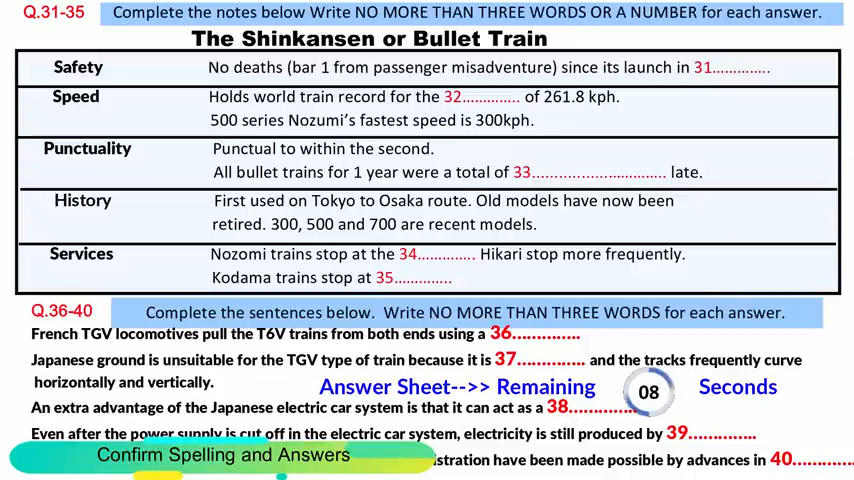 Q.31-35 Complete the notes below Write NO MORE THAN THREE WORDS OR A NUMBER for each answer.
The Shinkansen or Bullet Train
Safety No deaths (bar 1 from passenger misadventure) since its launch in 31..............
Speed Holds world train record for the 32.............. of 261.8 kph.
500 series Nozumi’s fastest speed is 300kph.
Punctuality Punctual to within the second.
All bullet trains for 1 year were a total of 33................................ late.
History First used on Tokyo to Osaka route. Old models have now been
retired. 300, 500 and 700 are recent models.
Services Nozomi trains stop at the 34.............. Hikari stop more frequently.
Kodama trains stop at 35..............
Q.36-40 Complete the sentences below. Write NO MORE THAN THREE WORDS for each answer.
French TGV locomotives pull the T6V trains from both ends using a 36...............
Japanese ground is unsuitable for the TGV type of train because it is 37............... and the tracks frequently curve
horizontally and vertically.
Answer Sheet-->> Remaining 08 Seconds
An extra advantage of the Japanese electric car system is that it can act as a 38...............
Even after the power supply is cut off in the electric car system, electricity is still produced by 39...............
Confirm Spelling and Answers
istration have been made possible by advances in 40..............